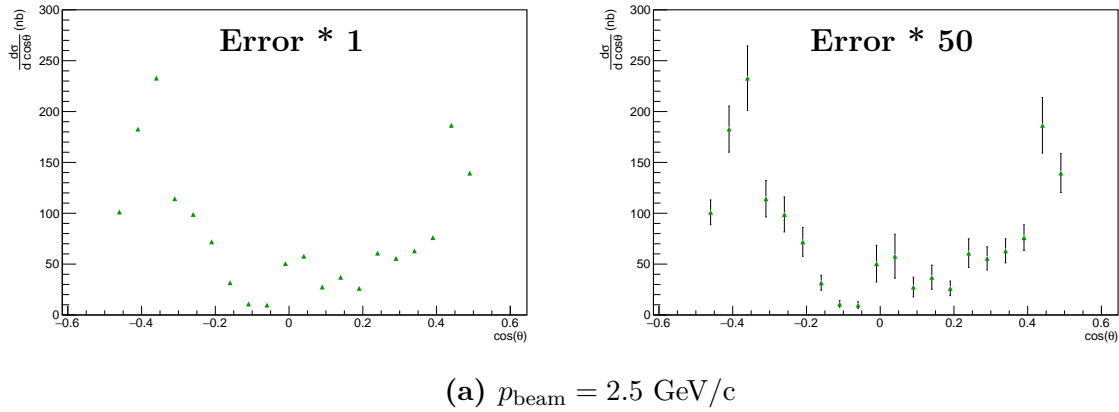 Error * 1
dσ
d cosθ
(nb)
300
250
200
150
100
50
0
−0.6 −0.4 −0.2 0 0.2 0.4 0.6
cos(θ)
Error * 50
dσ
d cosθ
(nb)
300
250
200
150
100
50
0
−0.6 −0.4 −0.2 0 0.2 0.4 0.6
cos(θ)
(a) p_beam = 2.5 GeV/c